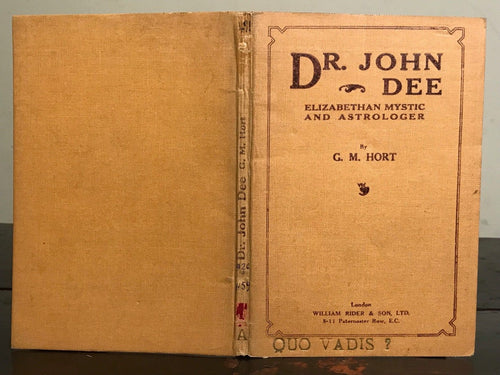 DR. JOHN
DEE
ELIZABETHAN MYSTIC
AND ASTROLOGER
By
G. M. HORT
London
WILLIAM RIDER & SON, LTD.
8-11 Paternoster Row, E.C.
QUO VADIS ?
Dr. John Dee G. M. Hort
A